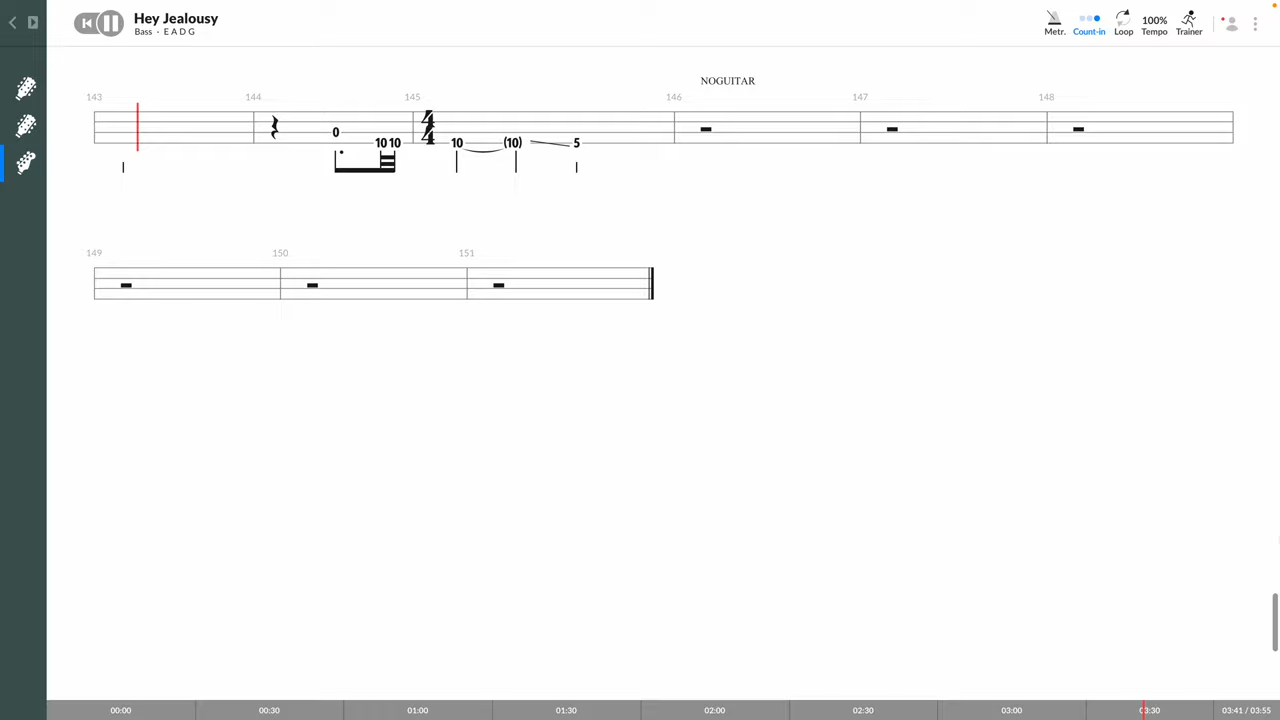 Hey Jealousy
Bass · E A D G
Metr.
Count-in
Loop
100%
Tempo
Trainer
NOGUITAR
143 144 145 146 147 148
4
4
0
10 10 10 (10) 5
149 150 151
00:00 00:30 01:00 01:30 02:00 02:30 03:00 03:30 03:41 / 03:55